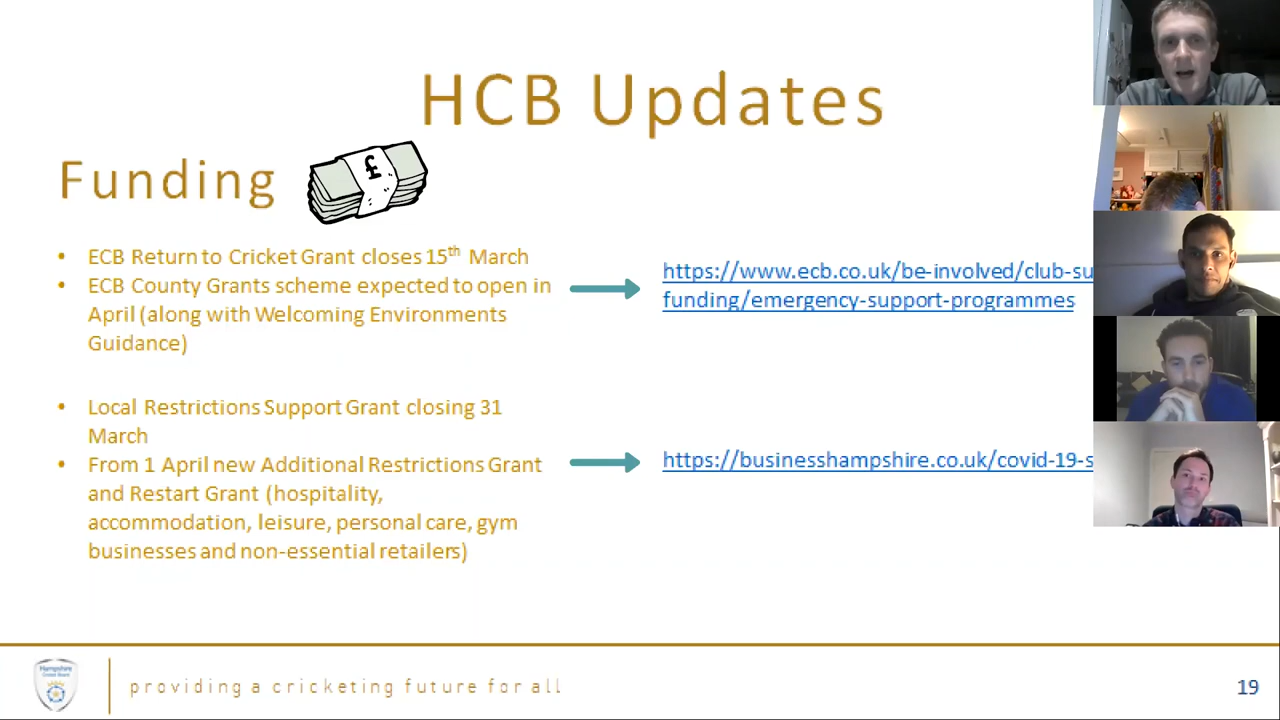 HCB Updates
Funding
£
• ECB Return to Cricket Grant closes 15th March
• ECB County Grants scheme expected to open in
April (along with Welcoming Environments
Guidance)
https://www.ecb.co.uk/be-involved/club-su
funding/emergency-support-programmes
• Local Restrictions Support Grant closing 31
March
• From 1 April new Additional Restrictions Grant
and Restart Grant (hospitality,
accommodation, leisure, personal care, gym
businesses and non-essential retailers)
https://businesshampshire.co.uk/covid-19-s
Hampshire
Cricket Board
providing a cricketing future for all
19